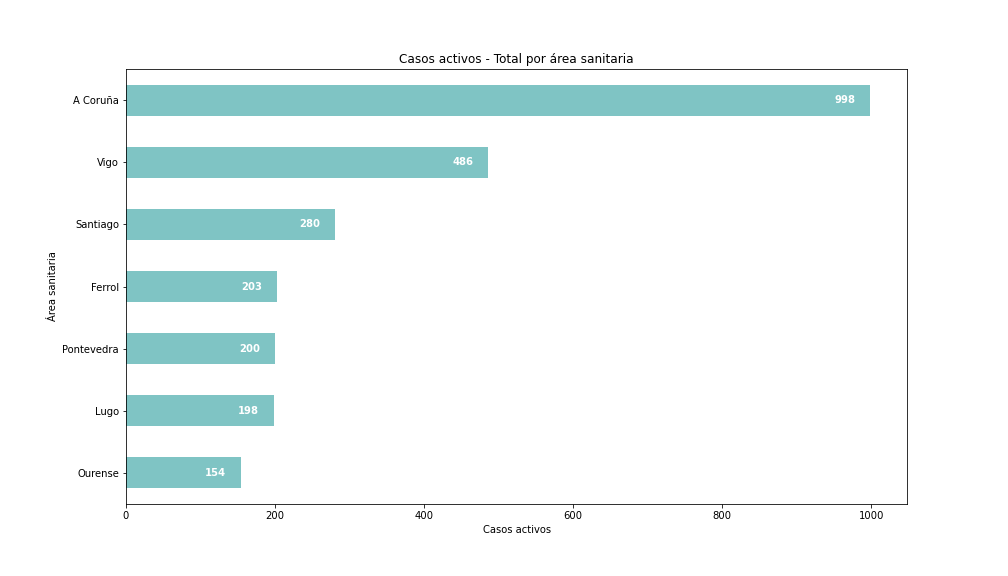 Casos activos - Total por área sanitaria
A Coruña
998
Vigo
486
Santiago
280
Ferrol
203
Pontevedra
200
Lugo
198
Ourense
154
Área sanitaria
0 200 400 600 800 1000
Casos activos